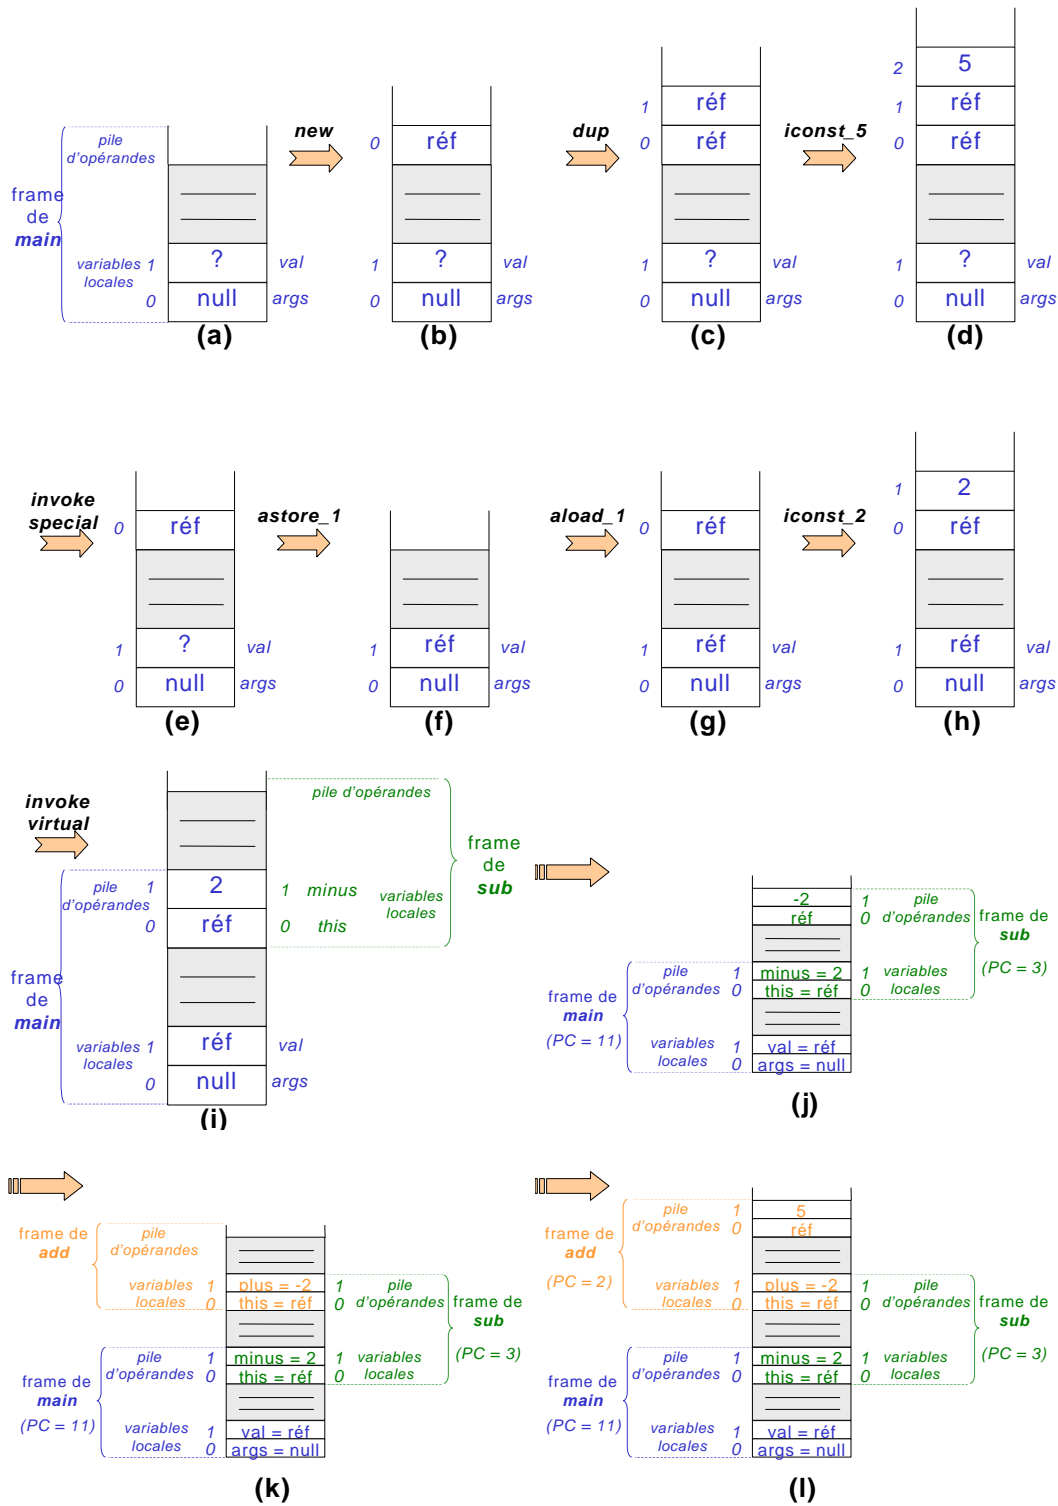 pile
d'opérandes
frame
de
main
variables 1
locales
0
?
val
null
args
(a)
new
0
réf
1
?
val
0
null
args
(b)
dup
1
réf
0
réf
1
?
val
0
null
args
(c)
iconst_5
2
5
1
réf
0
réf
1
?
val
0
null
args
(d)
invoke
special
0
réf
1
?
val
0
null
args
(e)
astore_1
1
réf
val
0
null
args
(f)
aload_1
0
réf
1
réf
val
0
null
args
(g)
iconst_2
1
2
0
réf
1
réf
val
0
null
args
(h)
invoke
virtual
pile d'opérandes
frame
de
sub
pile 1
d'opérandes
0
2
réf
1 minus
0 this
variables
locales
frame
de
main
variables 1
locales
0
réf
val
null
args
(i)
-2
réf
1
0
pile
d'opérandes
frame de
sub
(PC = 3)
pile
d'opérandes
1
0
minus = 2
this = réf
1
0
variables
locales
frame de
main
(PC = 11)
variables
locales
1
0
val = réf
args = null
(j)
frame de
add
pile
d'opérandes
variables
locales
1
0
plus = -2
this = réf
1
0
pile
d'opérandes
frame de
sub
(PC = 3)
pile
d'opérandes
1
0
minus = 2
this = réf
1
0
variables
locales
frame de
main
(PC = 11)
variables
locales
1
0
val = réf
args = null
(k)
frame de
add
(PC = 2)
pile
d'opérandes
1
0
5
réf
variables
locales
1
0
plus = -2
this = réf
1
0
pile
d'opérandes
frame de
sub
(PC = 3)
pile
d'opérandes
1
0
minus = 2
this = réf
1
0
variables
locales
frame de
main
(PC = 11)
variables
locales
1
0
val = réf
args = null
(l)